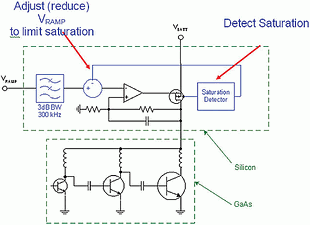 Adjust (reduce)
VRAMP
to limit saturation
Detect Saturation
VBATT
VRAMP
3dB BW
300 kHz
Saturation
Detector
Silicon
GaAs